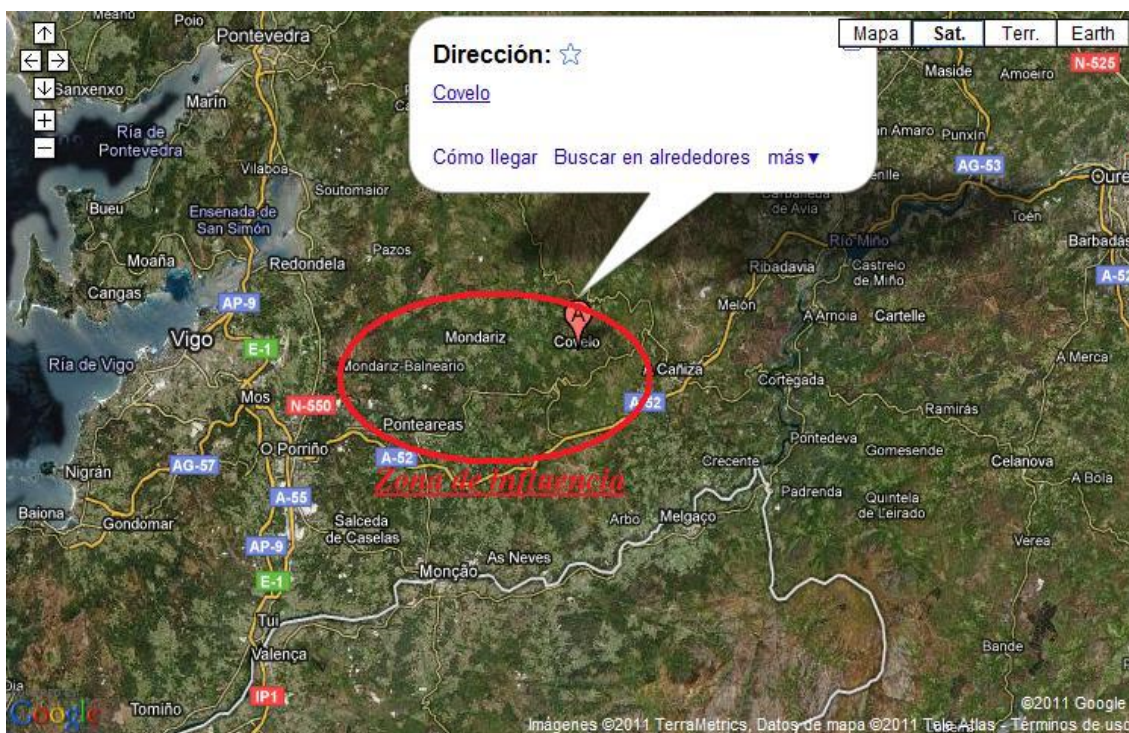 Meaño
Poio
Pontevedra
Sanxenxo
Marín
Ría de
Pontevedra
Vilaboa
Soutomaior
Bueu
Ensenada de
San Simón
Pazos
Moaña
Redondela
Cangas
AP-9
Vigo
E-1
Ría de Vigo
Mos
N-550
Dirección:
Covelo
Cómo llegar Buscar en alrededores más
Mapa Sat. Terr. Earth
N-525
Maside
Amoeiro
Punxín
AG-53
de Avia
Toén
Río Miño
Barbadás
Ribadavia
Castrelo
de Miño
A-52
Melón
A Arnoia
Cartelle
A
Mondariz
Covelo
Mondariz-Balneario
A Cañiza
A Merca
Cortegada
A-52
Ramirás
Ponteareas
O Porriño
A-52
Pontedeva
Gomesende
AG-57
Nigrán
Crecente
Celanova
Zona de influenció
A Bola
A-55
Padrenda
Quintela
de Leirado
Baiona
Gondomar
Salceda
de Caselas
Arbo
Melgaço
Verea
AP-9
As Neves
Monção
E-1
Tui
Valença
Bande
IP1
Tomiño
Google
©2011 Google
Imágenes ©2011 TerraMetrics, Datos de mapa ©2011 Tele Atlas - Términos de uso